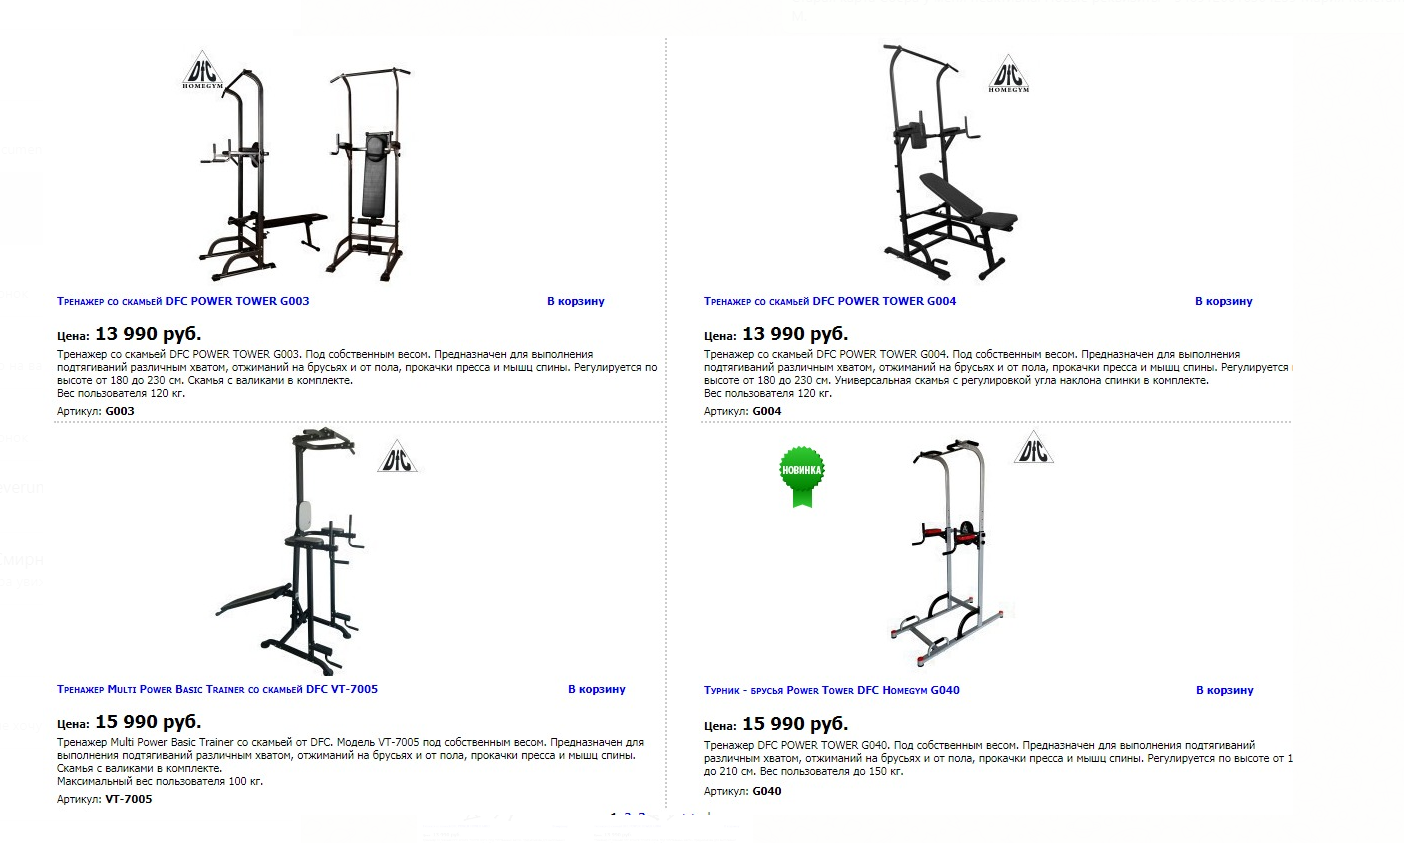 DfC
HOMEGYM
Тренажер со скамьей DFC POWER TOWER G003
В корзину
Цена: 13 990 руб.
Тренажер со скамьей DFC POWER TOWER G003. Под собственным весом. Предназначен для выполнения
подтягиваний различным хватом, отжиманий на брусьях и от пола, прокачки пресса и мышц спины. Регулируется по
высоте от 180 до 230 см. Скамья с валиками в комплекте.
Вес пользователя 120 кг.
Артикул: G003
DfC
HOMEGYM
Тренажер со скамьей DFC POWER TOWER G004
В корзину
Цена: 13 990 руб.
Тренажер со скамьей DFC POWER TOWER G004. Под собственным весом. Предназначен для выполнения
подтягиваний различным хватом, отжиманий на брусьях и от пола, прокачки пресса и мышц спины. Регулируется
высоте от 180 до 230 см. Универсальная скамья с регулировкой угла наклона спинки в комплекте.
Вес пользователя 120 кг.
Артикул: G004
DfC
Тренажер Multi Power Basic Trainer со скамьей DFC VT-7005
В корзину
Цена: 15 990 руб.
Тренажер Multi Power Basic Trainer со скамьей от DFC. Модель VT-7005 под собственным весом. Предназначен для
выполнения подтягиваний различным хватом, отжиманий на брусьях и от пола, прокачки пресса и мышц спины.
Скамья с валиками в комплекте.
Максимальный вес пользователя 100 кг.
Артикул: VT-7005
НОВИНКА
DfC
Турник - брусья Power Tower DFC Homegym G040
В корзину
Цена: 15 990 руб.
Тренажер DFC POWER TOWER G040. Под собственным весом. Предназначен для выполнения подтягиваний
различным хватом, отжиманий на брусьях и от пола, прокачки пресса и мышц спины. Регулируется по высоте от 1
до 210 см. Вес пользователя до 150 кг.
Артикул: G040